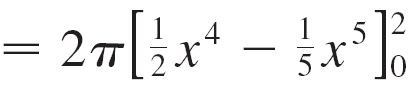 = 2π[½x⁴ − ⅕x⁵]₀²